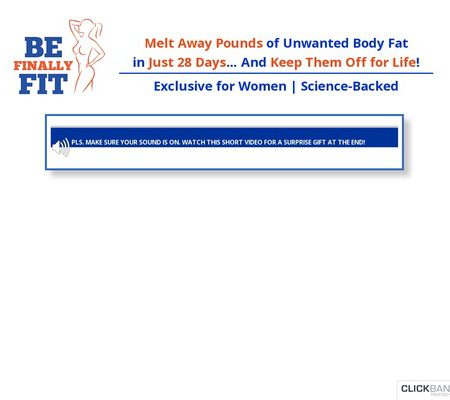 BE
FINALLY
FIT
Melt Away Pounds of Unwanted Body Fat
in Just 28 Days... And Keep Them Off for Life!
Exclusive for Women | Science-Backed
PLS. MAKE SURE YOUR SOUND IS ON. WATCH THIS SHORT VIDEO FOR A SURPRISE GIFT AT THE END!
CLICKBAN
TRUSTED